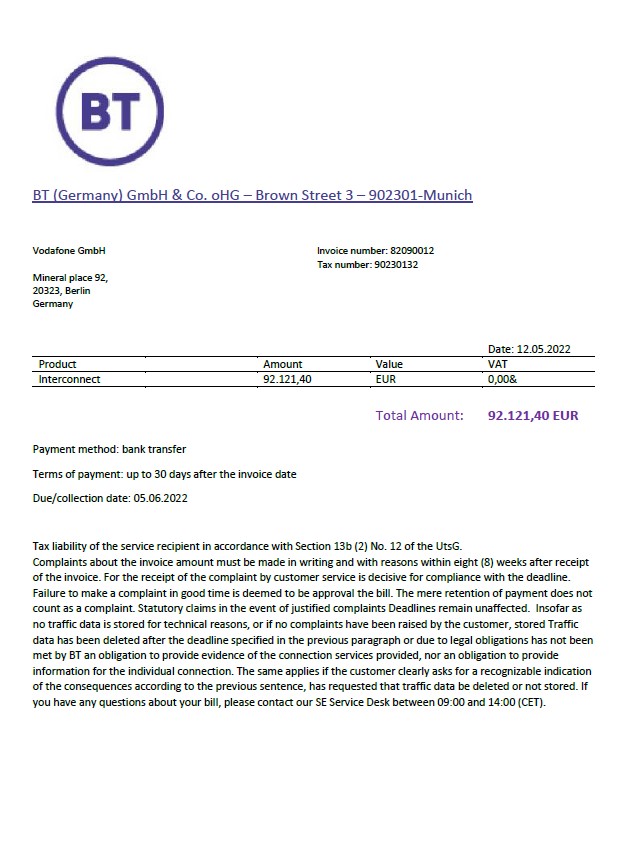 BT
BT (Germany) GmbH & Co. oHG – Brown Street 3 – 902301-Munich
Vodafone GmbH
Invoice number: 82090012
Tax number: 90230132
Mineral place 92,
20323, Berlin
Germany
Date: 12.05.2022
Product Amount Value VAT
Interconnect 92.121,40 EUR 0,00&
Total Amount: 92.121,40 EUR
Payment method: bank transfer
Terms of payment: up to 30 days after the invoice date
Due/collection date: 05.06.2022
Tax liability of the service recipient in accordance with Section 13b (2) No. 12 of the UtsG.
Complaints about the invoice amount must be made in writing and with reasons within eight (8) weeks after receipt
of the invoice. For the receipt of the complaint by customer service is decisive for compliance with the deadline.
Failure to make a complaint in good time is deemed to be approval the bill. The mere retention of payment does not
count as a complaint. Statutory claims in the event of justified complaints Deadlines remain unaffected. Insofar as
no traffic data is stored for technical reasons, or if no complaints have been raised by the customer, stored Traffic
data has been deleted after the deadline specified in the previous paragraph or due to legal obligations has not been
met by BT an obligation to provide evidence of the connection services provided, nor an obligation to provide
information for the individual connection. The same applies if the customer clearly asks for a recognizable indication
of the consequences according to the previous sentence, has requested that traffic data be deleted or not stored. If
you have any questions about your bill, please contact our SE Service Desk between 09:00 and 14:00 (CET).